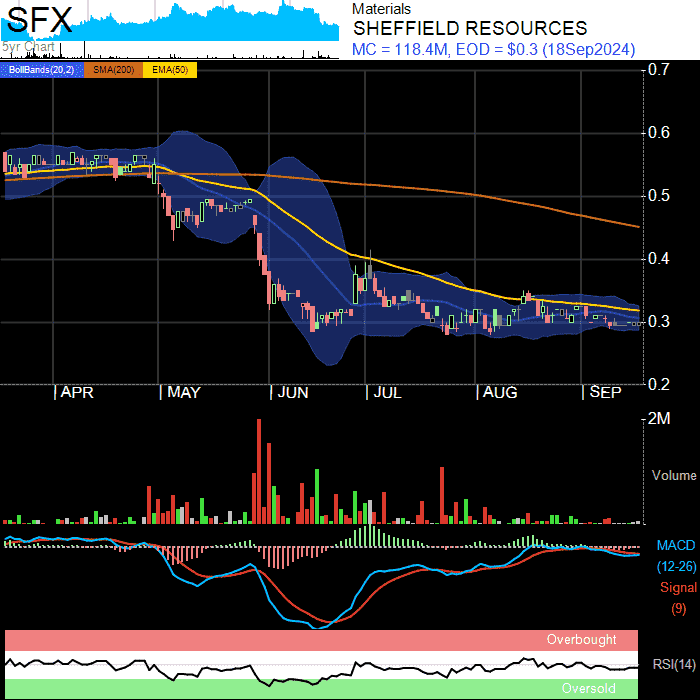 SFX
5yr Chart
Materials
SHEFFIELD RESOURCES
MC = 118.4M, EOD = $0.3 (18Sep2024)
BollBands(20,2) SMA(200) EMA(50)
0.7
0.6
0.5
0.4
0.3
0.2
APR MAY JUN JUL AUG SEP
2M
Volume
MACD
(12-26)
Signal
(9)
Overbought
RSI(14)
Oversold